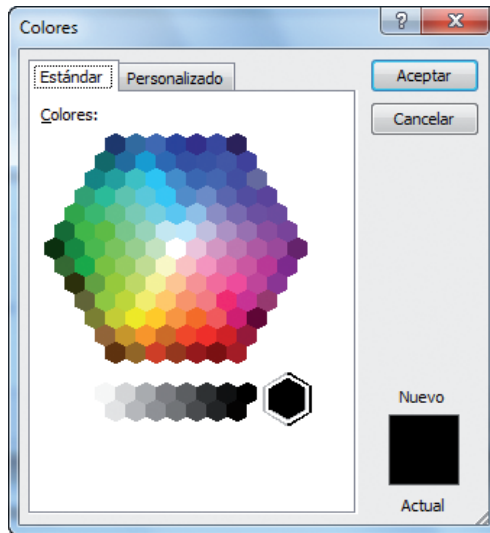 Colores
?
X
Estándar
Personalizado
Aceptar
Colores:
Cancelar
Nuevo
Actual